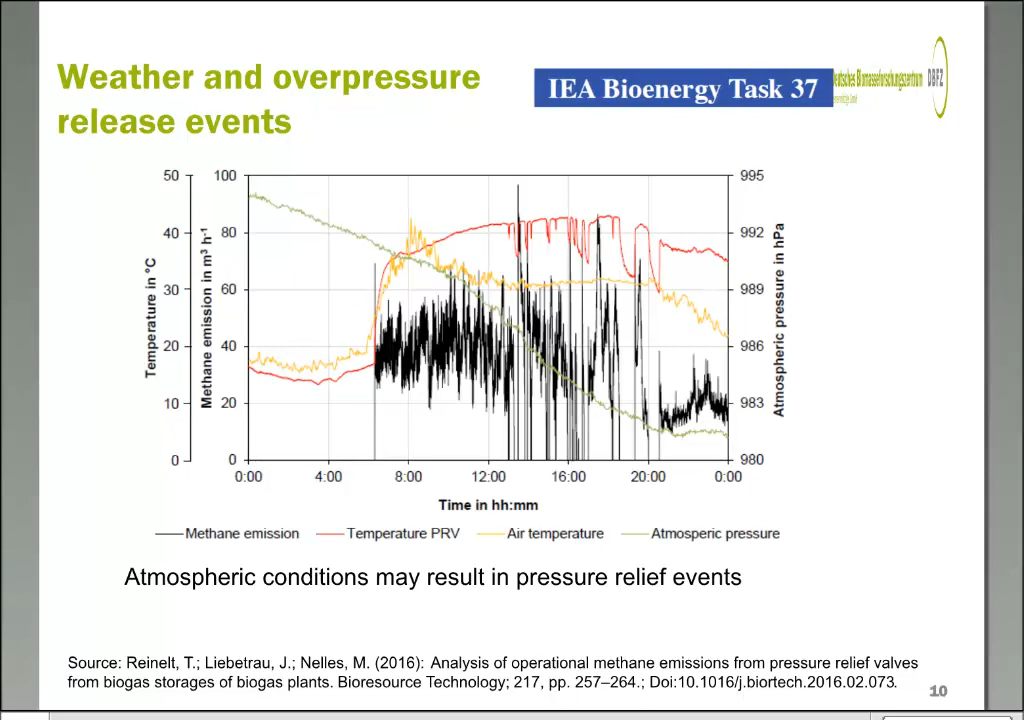 Weather and overpressure
release events
IEA Bioenergy Task 37
Deutsches Biomasseforschungszentrum
DBFZ
50
40
30
20
10
0
Temperature in °C
100
80
60
40
20
0
Methane emission in m³ h⁻¹
995
992
989
986
983
980
Atmospheric pressure in hPa
0:00 4:00 8:00 12:00 16:00 20:00 0:00
Time in hh:mm
Methane emission Temperature PRV Air temperature Atmosperic pressure
Atmospheric conditions may result in pressure relief events
Source: Reinelt, T.; Liebetrau, J.; Nelles, M. (2016): Analysis of operational methane emissions from pressure relief valves
from biogas storages of biogas plants. Bioresource Technology; 217, pp. 257–264.; Doi:10.1016/j.biortech.2016.02.073.
10